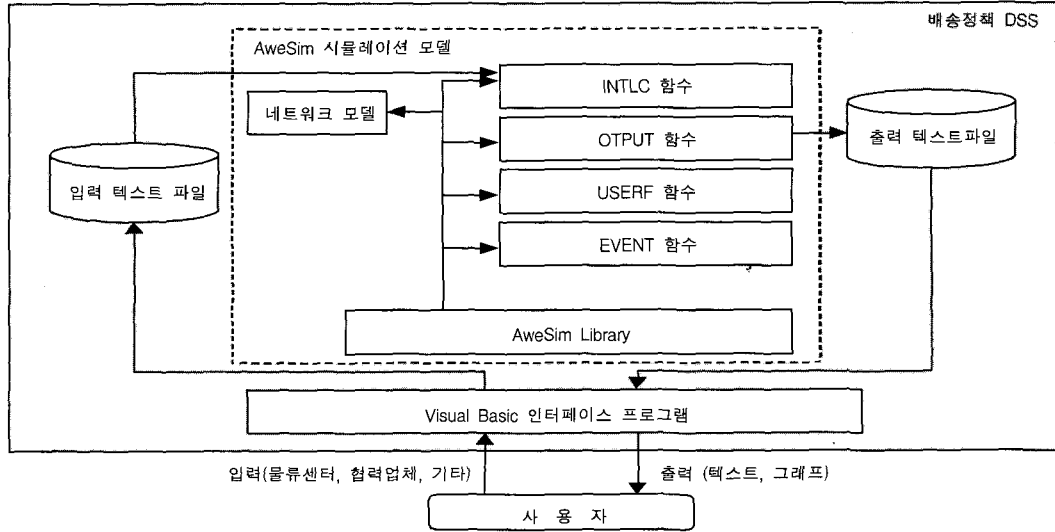 배송정책 DSS
AweSim 시뮬레이션 모델
INTLC 함수
네트워크 모델
OTPUT 함수
출력 텍스트파일
입력 텍스트 파일
USERF 함수
EVENT 함수
AweSim Library
Visual Basic 인터페이스 프로그램
입력(물류센터, 협력업체, 기타)
출력 (텍스트, 그래프)
사 용 자